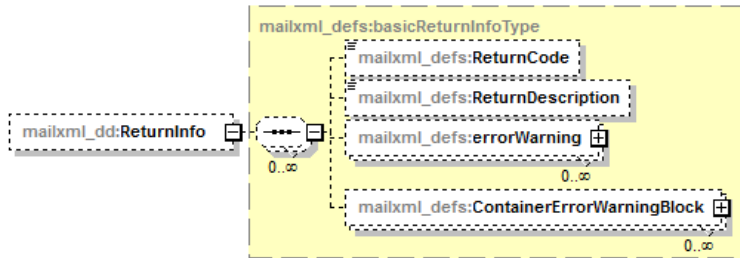 mailxml_defs:basicReturnInfoType
mailxml_defs:ReturnCode
mailxml_defs:ReturnDescription
mailxml_dd:ReturnInfo
mailxml_defs:errorWarning
0..∞
0..∞
mailxml_defs:ContainerErrorWarningBlock
0..∞